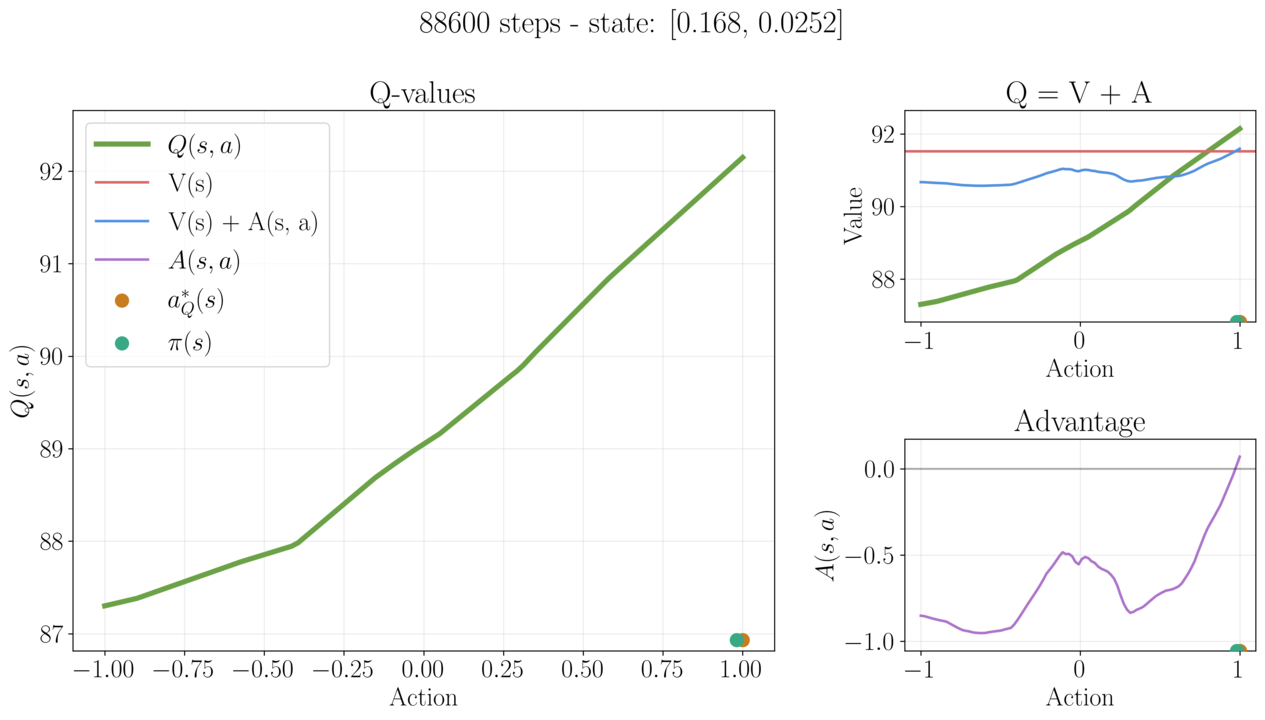 88600 steps - state: [0.168, 0.0252]
Q-values
Q(s, a)
V(s)
V(s) + A(s, a)
A(s, a)
a*Q(s)
π(s)
92
91
90
89
88
87
Q(s, a)
−1.00 −0.75 −0.50 −0.25 0.00 0.25 0.50 0.75 1.00
Action
Q = V + A
92
90
88
Value
−1 0 1
Action
Advantage
0.0
−0.5
−1.0
A(s, a)
−1 0 1
Action